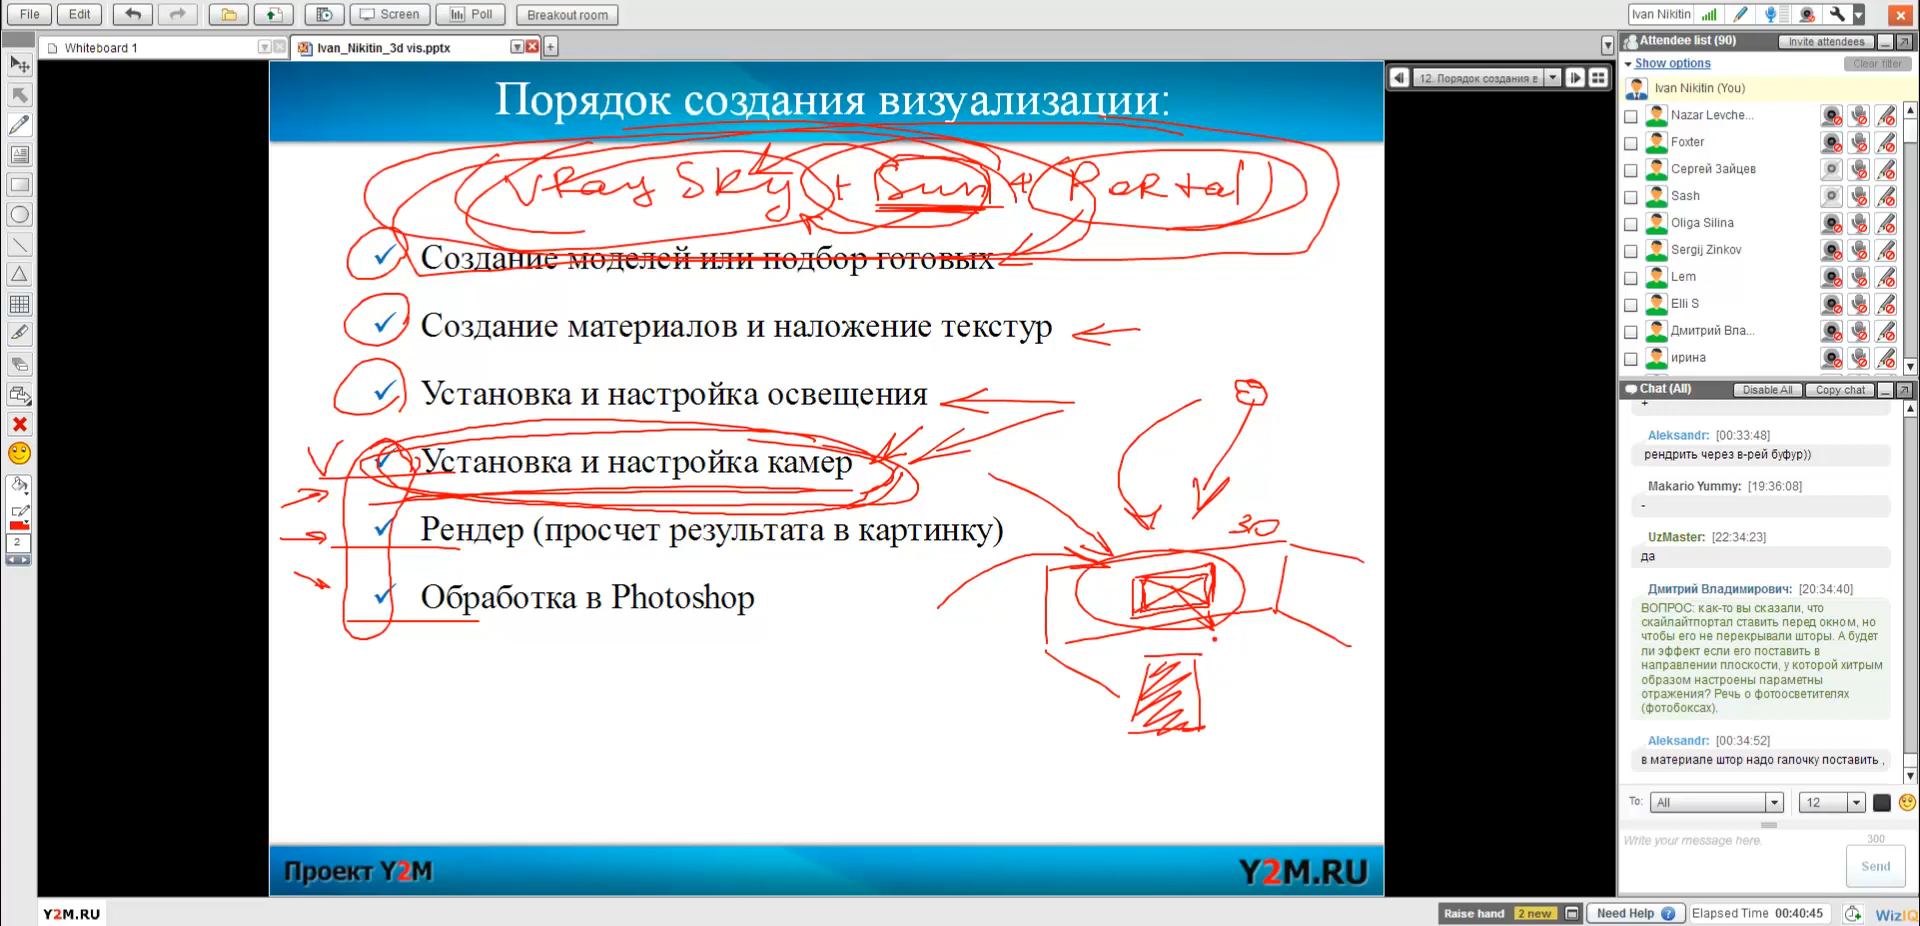 File Edit Screen Poll Breakout room
Ivan Nikitin
Whiteboard 1
Ivan_Nikitin_3d vis.pptx
12. Порядок создания в
Порядок создания визуализации:
VRay Sky + Sun + Portal
Создание моделей или подбор готовых
Создание материалов и наложение текстур
Установка и настройка освещения
Установка и настройка камер
Рендер (просчет результата в картинку)
Обработка в Photoshop
30
2
Проект Y2M
Y2M.RU
Y2M.RU
Attendee list (90)
Invite attendees
Show options
Clear filter
Ivan Nikitin (You)
Nazar Levche...
Foxter
Сергей Зайцев
Sash
Oliga Silina
Sergij Zinkov
Lem
Elli S
Дмитрий Вла...
ирина
Chat (All)
Disable All
Copy chat
+
Aleksandr: [00:33:48]
рендрить через в-рей буфур))
Makario Yummy: [19:36:08]
-
UzMaster: [22:34:23]
да
Дмитрий Владимирович: [20:34:40]
ВОПРОС: как-то вы сказали, что
скайлайтпортал ставить перед окном, но
чтобы его не перекрывали шторы. А будет
ли эффект если его поставить в
направлении плоскости, у которой хитрым
образом настроены параметны
отражения? Речь о фотоосветителях
(фотобоксах).
Aleksandr: [00:34:52]
в материале штор надо галочку поставить ,
To: All 12
Write your message here.
300
Send
Raise hand 2 new
Need Help ?
Elapsed Time 00:40:45
WizIQ